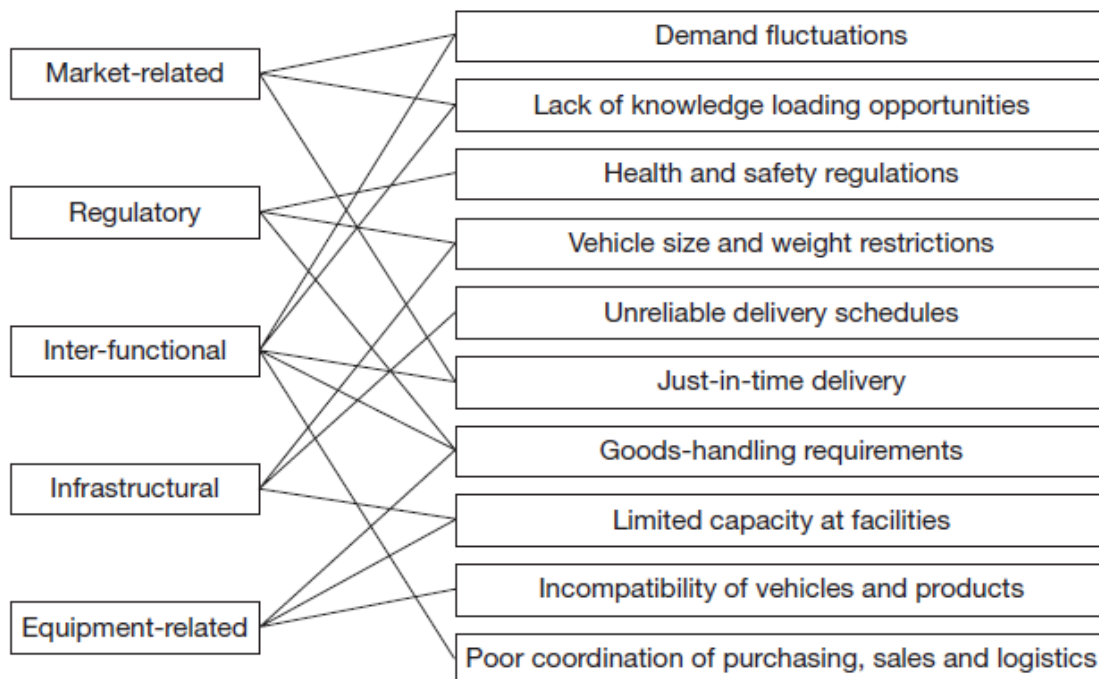 Market-related
Regulatory
Inter-functional
Infrastructural
Equipment-related
Demand fluctuations
Lack of knowledge loading opportunities
Health and safety regulations
Vehicle size and weight restrictions
Unreliable delivery schedules
Just-in-time delivery
Goods-handling requirements
Limited capacity at facilities
Incompatibility of vehicles and products
Poor coordination of purchasing, sales and logistics